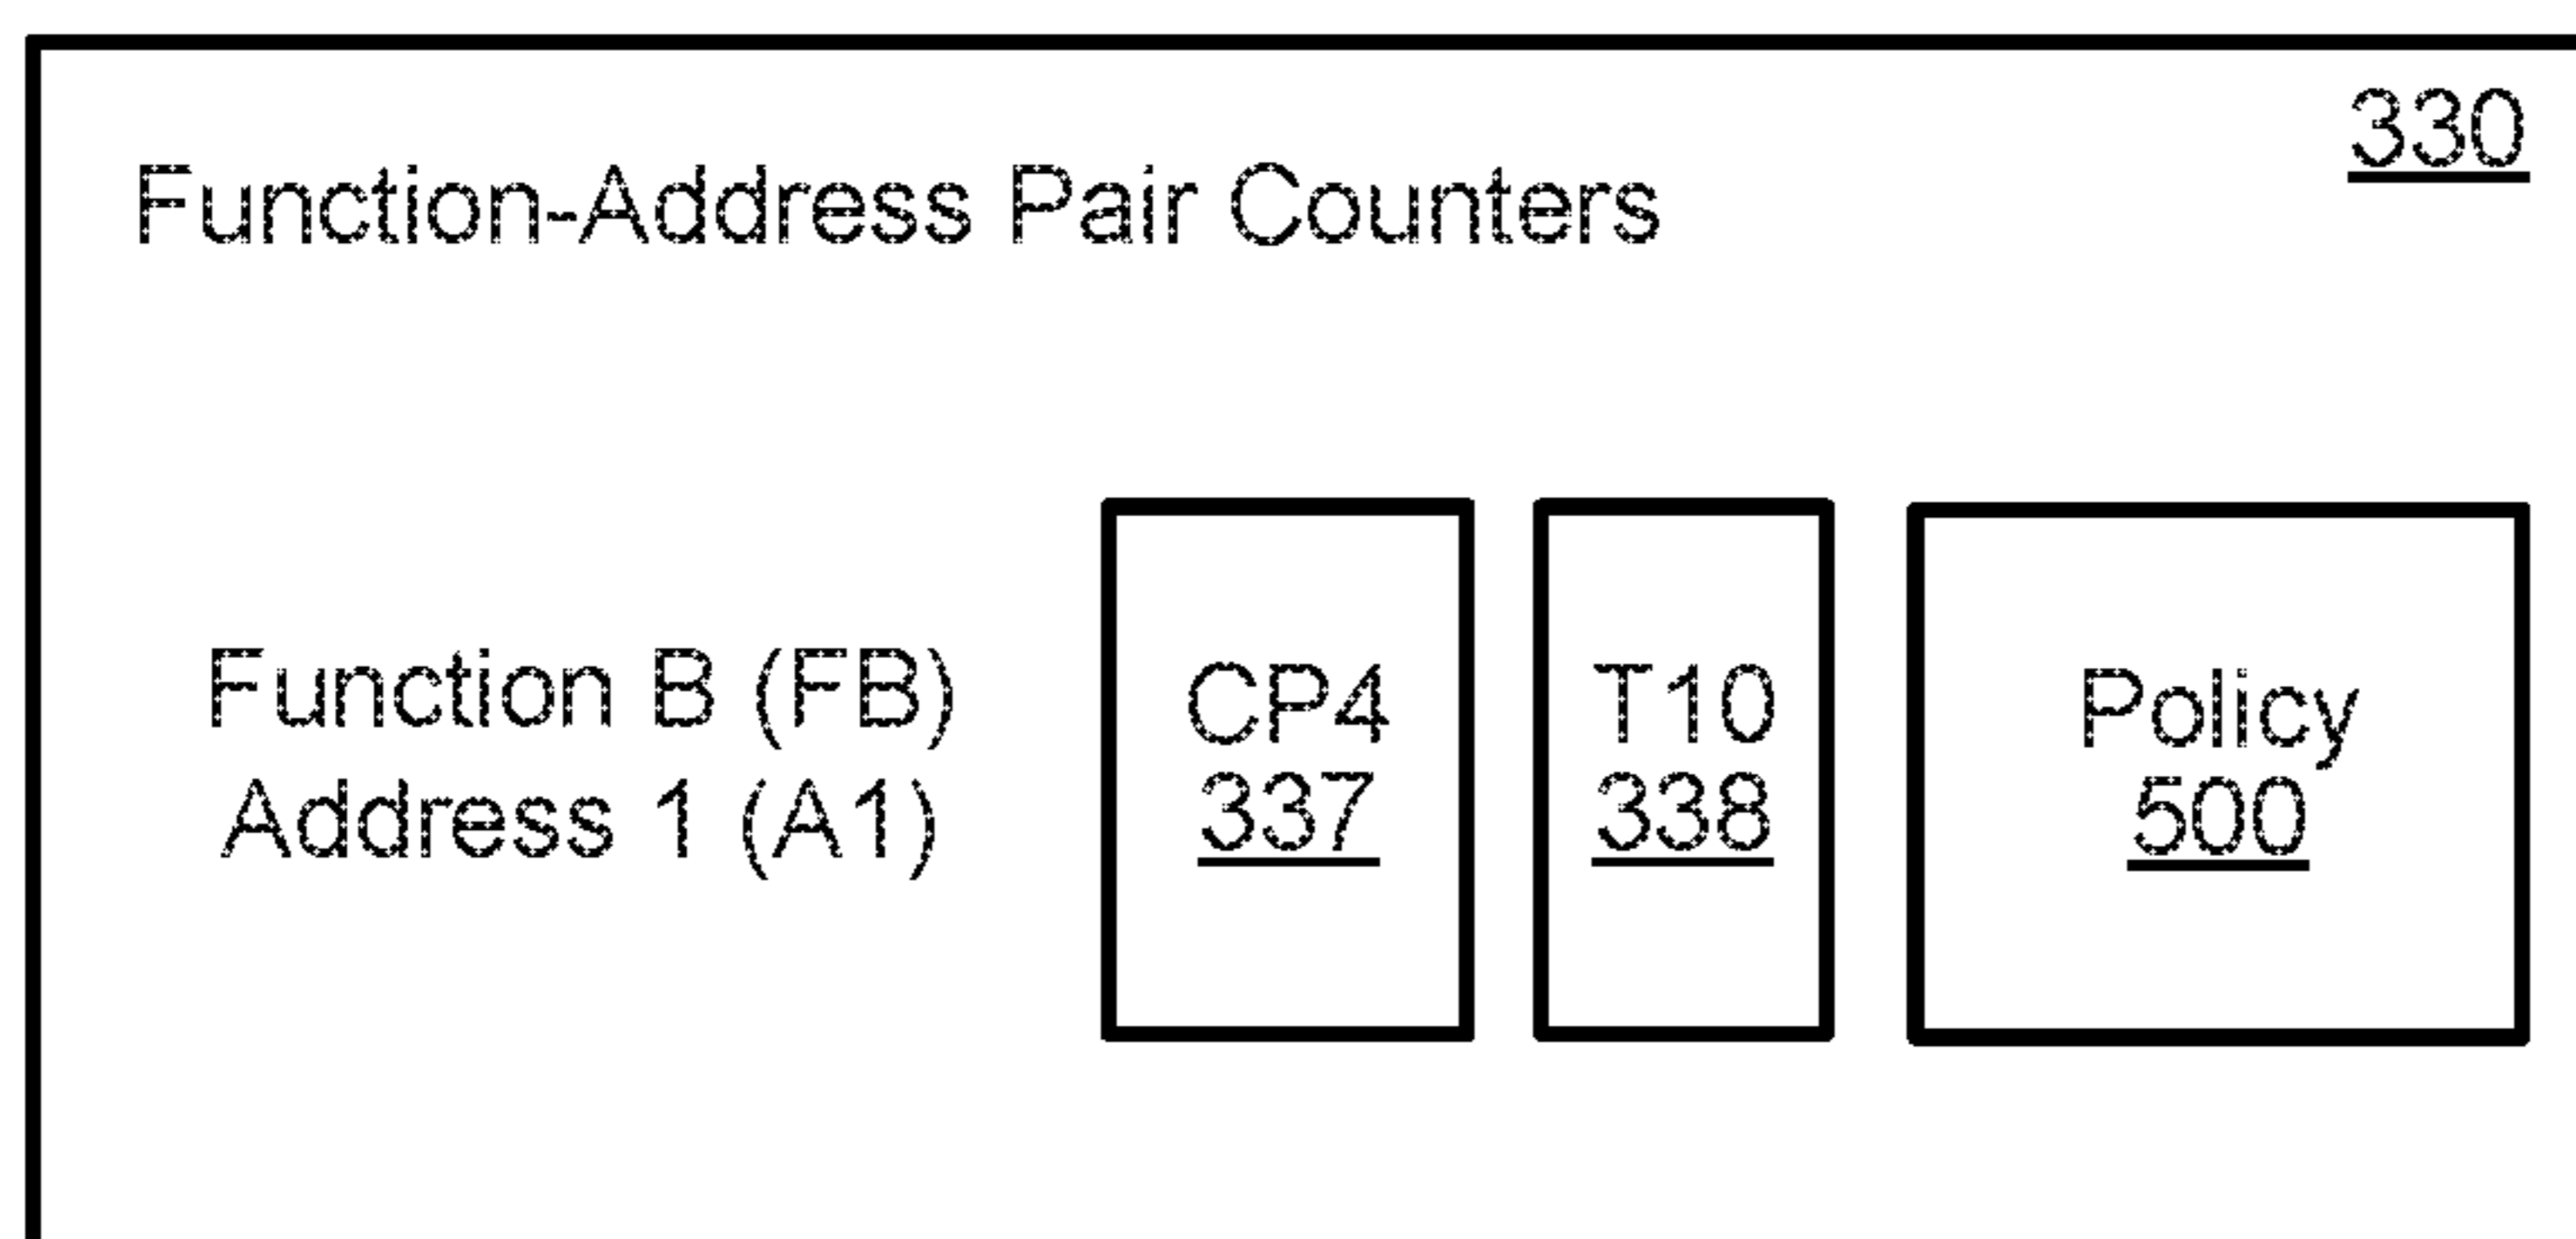 330
Function-Address Pair Counters
Function B (FB)
Address 1 (A1)
CP4
337
T10
338
Policy
500